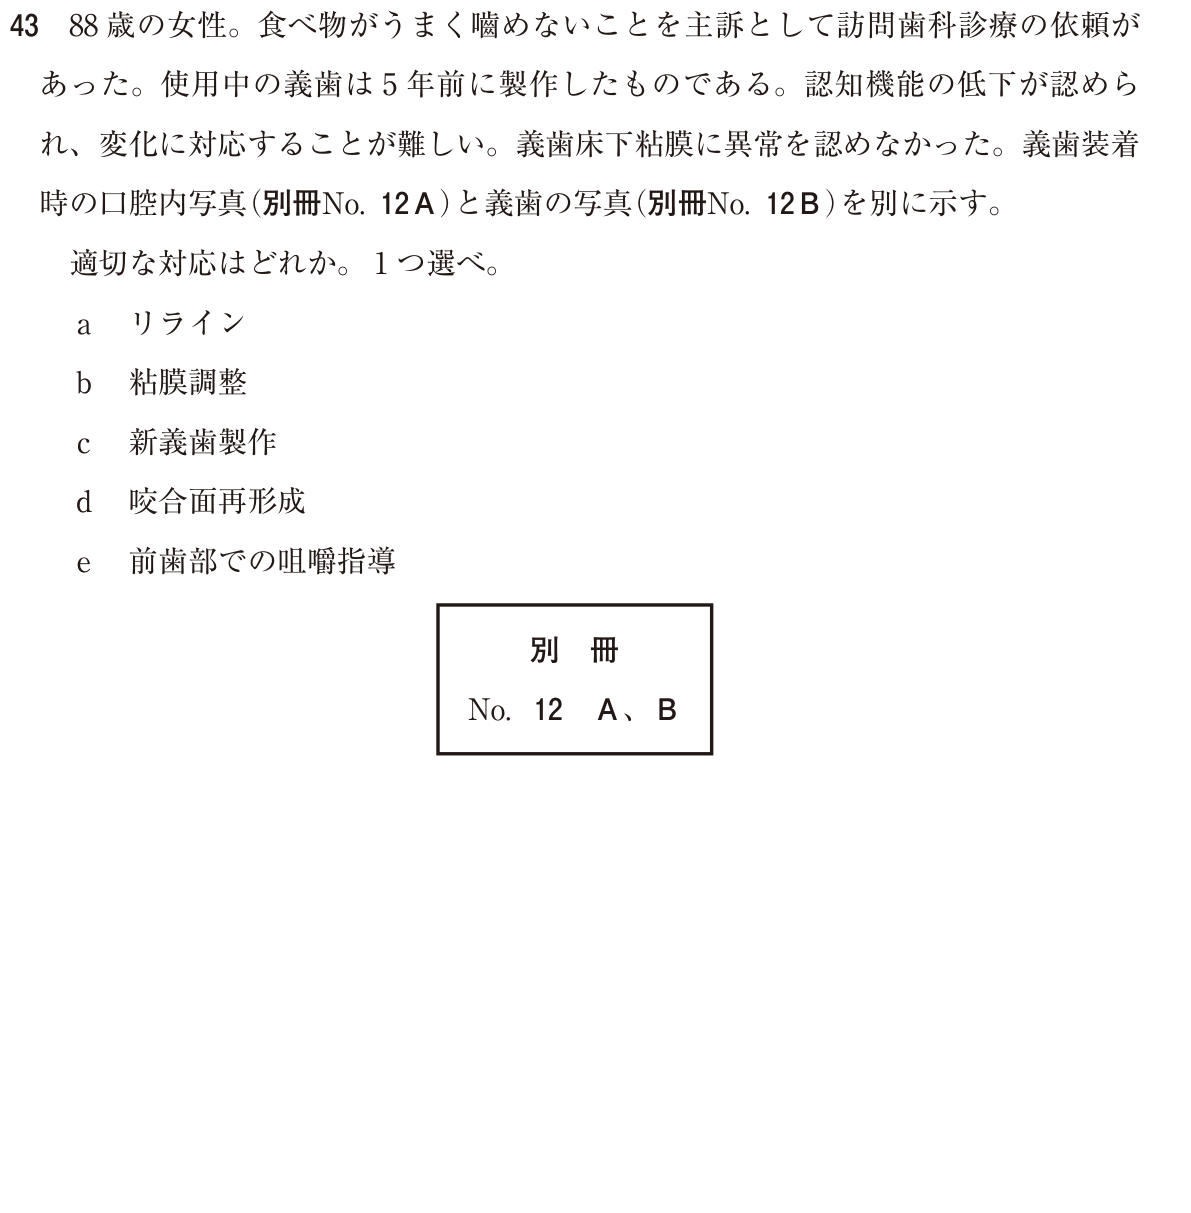 43 88歳の女性。食べ物がうまく嚙めないことを主訴として訪問歯科診療の依頼が
あった。使用中の義歯は5年前に製作したものである。認知機能の低下が認めら
れ、変化に対応することが難しい。義歯床下粘膜に異常を認めなかった。義歯装着
時の口腔内写真(別冊No. 12A)と義歯の写真(別冊No. 12B)を別に示す。
適切な対応はどれか。1つ選べ。
a リライン
b 粘膜調整
c 新義歯製作
d 咬合面再形成
e 前歯部での咀嚼指導
別 冊
No. 12 A、B